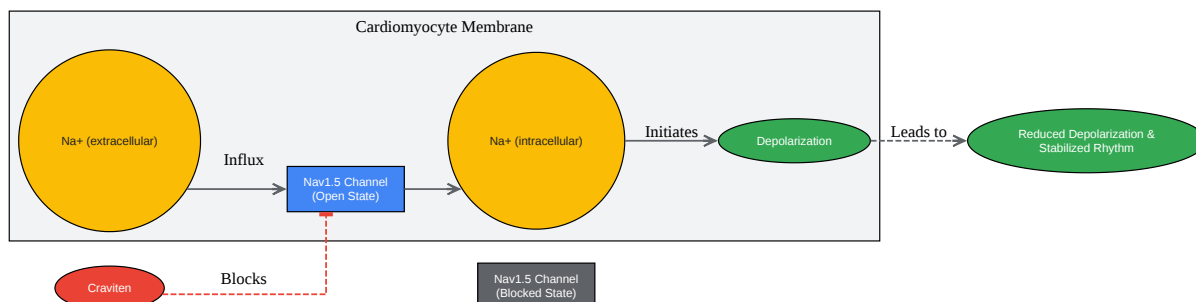 Cardiomyocyte Membrane
Na+ (extracellular)
Influx
Nav1.5 Channel
(Open State)
Na+ (intracellular)
Initiates
Depolarization
Leads to
Reduced Depolarization &
Stabilized Rhythm
Craviten
Blocks
Nav1.5 Channel
(Blocked State)